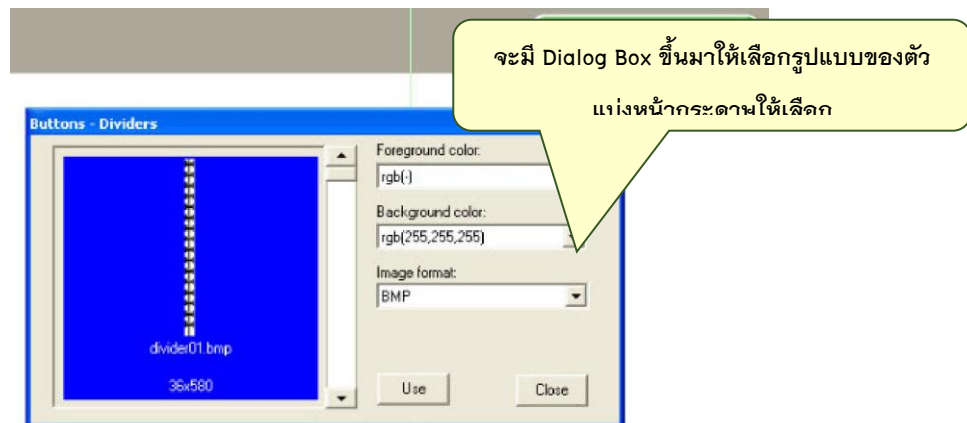 จะมี Dialog Box ขึ้นมาให้เลือกรูปแบบของตัว
แบ่งหน้ากระดาษให้เลือก
Buttons - Dividers
Foreground color:
rgb(-)
Background color:
rgb(255,255,255)
Image format:
BMP
divider01.bmp
36x580
Use
Close